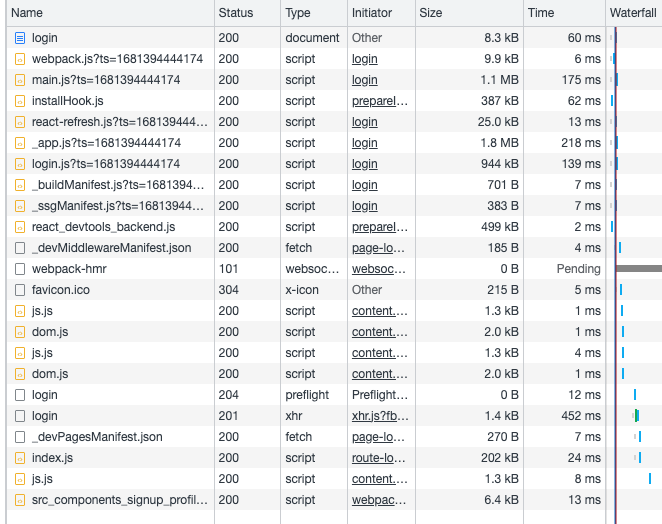 Name Status Type Initiator Size Time Waterfall
login 200 document Other 8.3 kB 60 ms
webpack.js?ts=1681394444174 200 script login 9.9 kB 6 ms
main.js?ts=1681394444174 200 script login 1.1 MB 175 ms
installHook.js 200 script preparel... 387 kB 62 ms
react-refresh.js?ts=1681394444... 200 script login 25.0 kB 13 ms
_app.js?ts=1681394444174 200 script login 1.8 MB 218 ms
login.js?ts=1681394444174 200 script login 944 kB 139 ms
_buildManifest.js?ts=1681394... 200 script login 701 B 7 ms
_ssgManifest.js?ts=16813944... 200 script login 383 B 7 ms
react_devtools_backend.js 200 script preparel... 499 kB 2 ms
_devMiddlewareManifest.json 200 fetch page-lo... 185 B 4 ms
webpack-hmr 101 websoc... websoc... 0 B Pending
favicon.ico 304 x-icon Other 215 B 5 ms
js.js 200 script content.... 1.3 kB 1 ms
dom.js 200 script content.... 2.0 kB 1 ms
js.js 200 script content.... 1.3 kB 4 ms
dom.js 200 script content.... 2.0 kB 1 ms
login 204 preflight Preflight... 0 B 12 ms
login 201 xhr xhr.js?fb... 1.4 kB 452 ms
_devPagesManifest.json 200 fetch page-lo... 270 B 7 ms
index.js 200 script route-lo... 202 kB 24 ms
js.js 200 script content.... 1.3 kB 8 ms
src_components_signup_profil... 200 script webpac... 6.4 kB 13 ms